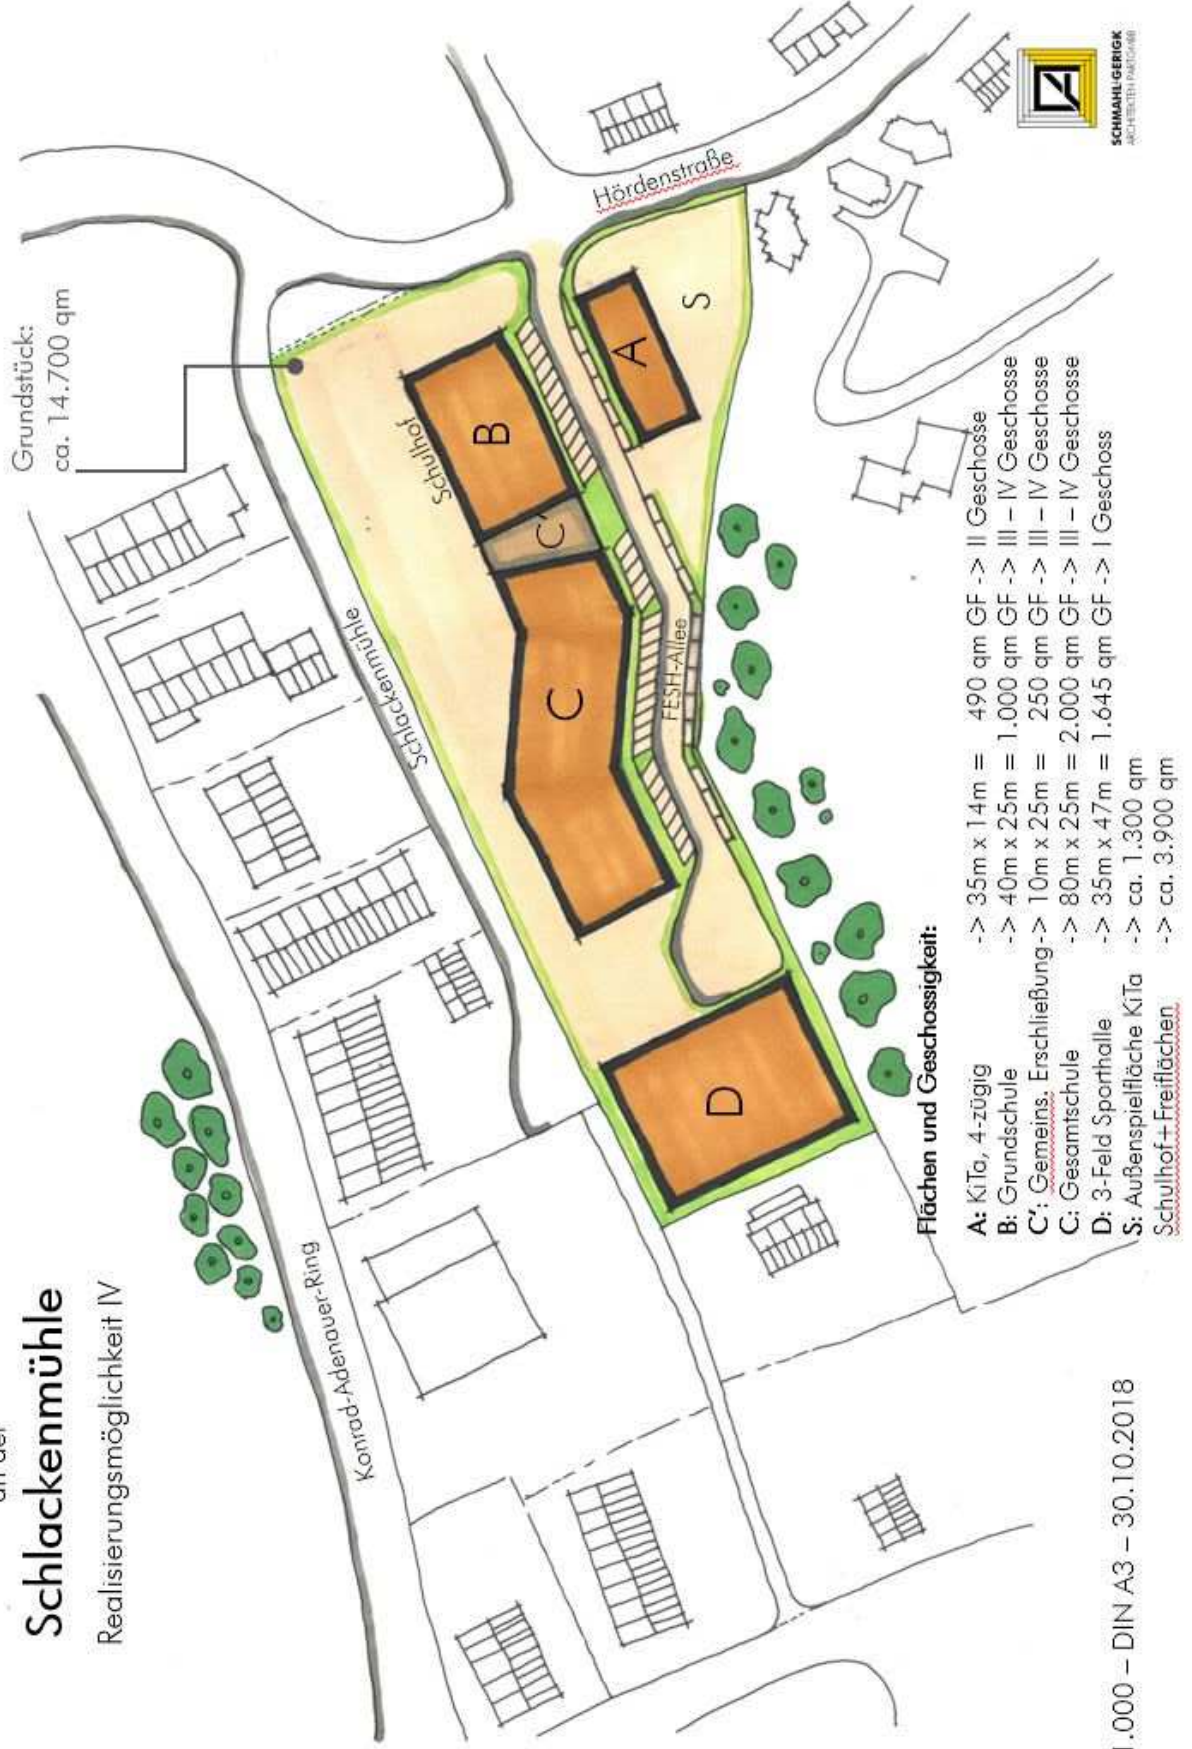 an der
Schlackenmühle
Realisierungsmöglichkeit IV
Grundstück:
ca. 14.700 qm
Konrad-Adenauer-Ring
Schlackenmühle
Schulhof
Hördenstraße
FESH-Allee
A
B
C'
C
D
S
Flächen und Geschossigkeit:
A: KiTa, 4-zügig -> 35m x 14m = 490 qm GF -> II Geschosse
B: Grundschule -> 40m x 25m = 1.000 qm GF -> III – IV Geschosse
C': Gemeins. Erschließung -> 10m x 25m = 250 qm GF -> III – IV Geschosse
C: Gesamtschule -> 80m x 25m = 2.000 qm GF -> III – IV Geschosse
D: 3-Feld Sporthalle -> 35m x 47m = 1.645 qm GF -> I Geschoss
S: Außenspielfläche KiTa -> ca. 1.300 qm
Schulhof+Freiflächen -> ca. 3.900 qm
1.000 – DIN A3 – 30.10.2018
SCHMAHL+GERIGK
ARCHITEKTEN PARTGMBB